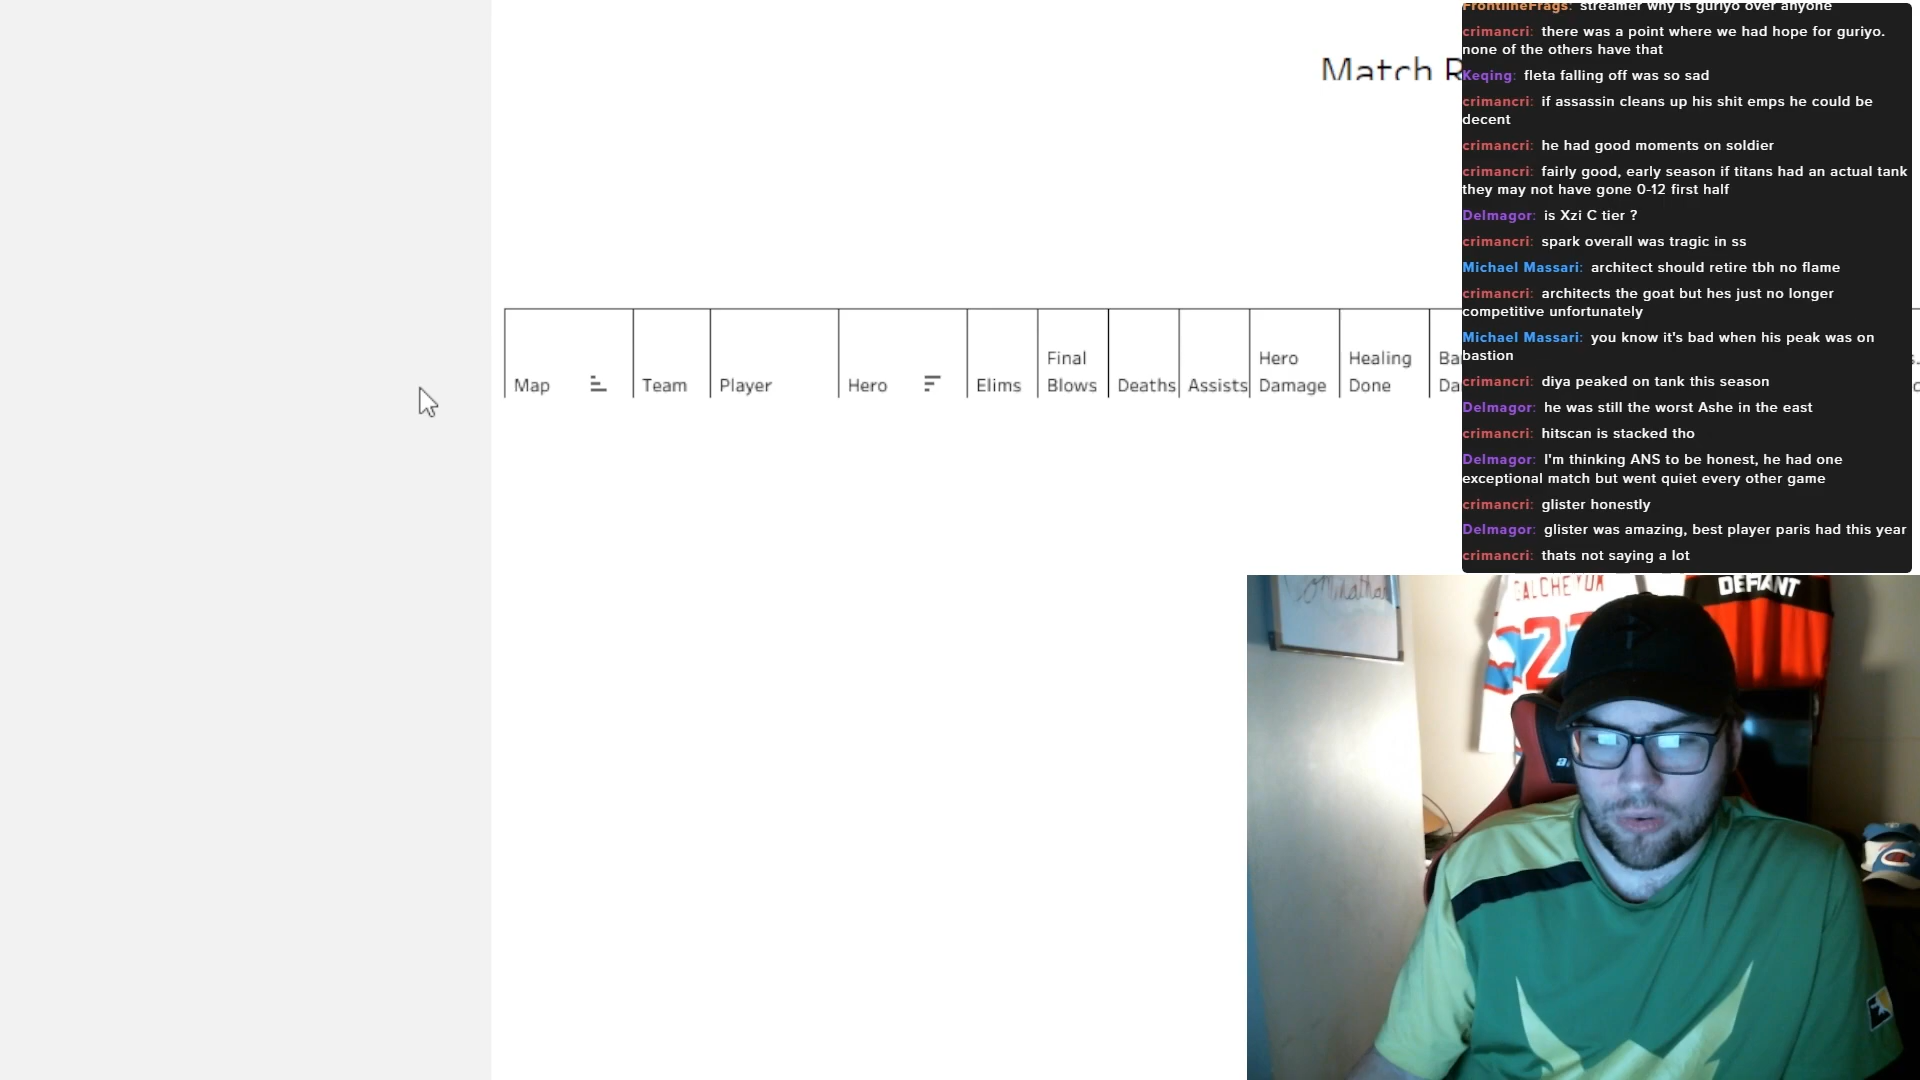 Match R
FrontlineFrags: streamer why is guriyo over anyone
crimancri: there was a point where we had hope for guriyo.
none of the others have that
Keqing: fleta falling off was so sad
crimancri: if assassin cleans up his shit emps he could be
decent
crimancri: he had good moments on soldier
crimancri: fairly good, early season if titans had an actual tank
they may not have gone 0-12 first half
Delmagor: is Xzi C tier ?
crimancri: spark overall was tragic in ss
Michael Massari: architect should retire tbh no flame
crimancri: architects the goat but hes just no longer
competitive unfortunately
Michael Massari: you know it's bad when his peak was on
bastion
crimancri: diya peaked on tank this season
Delmagor: he was still the worst Ashe in the east
crimancri: hitscan is stacked tho
Delmagor: I'm thinking ANS to be honest, he had one
exceptional match but went quiet every other game
crimancri: glister honestly
Delmagor: glister was amazing, best player paris had this year
crimancri: thats not saying a lot
Map
Team
Player
Hero
Elims
Final
Blows
Deaths
Assists
Hero
Damage
Healing
Done
Ba
Da
DEFIANT
27